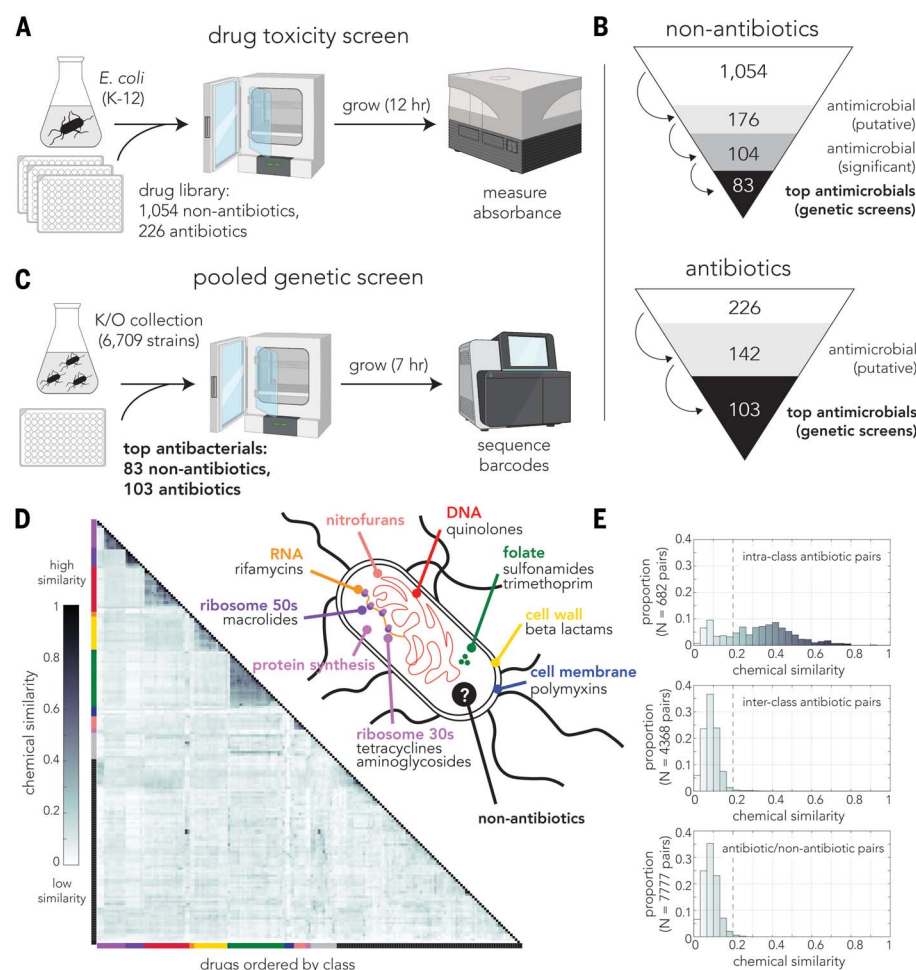 A
drug toxicity screen
E. coli
(K-12)
grow (12 hr)
drug library:
1,054 non-antibiotics,
226 antibiotics
measure
absorbance
B
non-antibiotics
1,054
176
antimicrobial
(putative)
104
antimicrobial
(significant)
83
top antimicrobials
(genetic screens)
antibiotics
226
142
antimicrobial
(putative)
103
top antimicrobials
(genetic screens)
C
pooled genetic screen
K/O collection
(6,709 strains)
grow (7 hr)
top antibacterials:
83 non-antibiotics,
103 antibiotics
sequence
barcodes
D
high
similarity
1
0.8
0.6
0.4
0.2
0
chemical similarity
low
similarity
drugs ordered by class
nitrofurans
DNA
quinolones
RNA
rifamycins
folate
sulfonamides
trimethoprim
ribosome 50s
macrolides
cell wall
beta lactams
protein synthesis
cell membrane
polymyxins
?
ribosome 30s
tetracyclines
aminoglycosides
non-antibiotics
E
intra-class antibiotic pairs
proportion
(N = 682 pairs)
0.4
0.3
0.2
0.1
0
0 0.2 0.4 0.6 0.8 1
chemical similarity
inter-class antibiotic pairs
proportion
(N = 4368 pairs)
0.4
0.3
0.2
0.1
0
0 0.2 0.4 0.6 0.8 1
chemical similarity
antibiotic/non-antibiotic pairs
proportion
(N = 7777 pairs)
0.4
0.3
0.2
0.1
0
0 0.2 0.4 0.6 0.8 1
chemical similarity